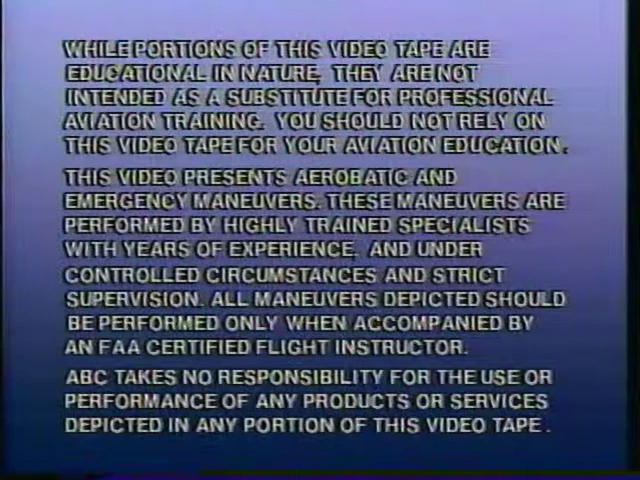 WHILE PORTIONS OF THIS VIDEO TAPE ARE
EDUCATIONAL IN NATURE, THEY ARE NOT
INTENDED AS A SUBSTITUTE FOR PROFESSIONAL
AVIATION TRAINING. YOU SHOULD NOT RELY ON
THIS VIDEO TAPE FOR YOUR AVIATION EDUCATION.
THIS VIDEO PRESENTS AEROBATIC AND
EMERGENCY MANEUVERS. THESE MANEUVERS ARE
PERFORMED BY HIGHLY TRAINED SPECIALISTS
WITH YEARS OF EXPERIENCE, AND UNDER
CONTROLLED CIRCUMSTANCES AND STRICT
SUPERVISION. ALL MANEUVERS DEPICTED SHOULD
BE PERFORMED ONLY WHEN ACCOMPANIED BY
AN FAA CERTIFIED FLIGHT INSTRUCTOR.
ABC TAKES NO RESPONSIBILITY FOR THE USE OR
PERFORMANCE OF ANY PRODUCTS OR SERVICES
DEPICTED IN ANY PORTION OF THIS VIDEO TAPE.